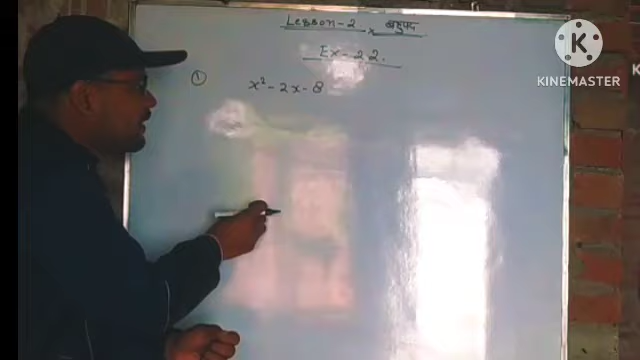 Lesson-2. बहुपद
Ex-2.2.
① x² - 2x - 8
KINEMASTER